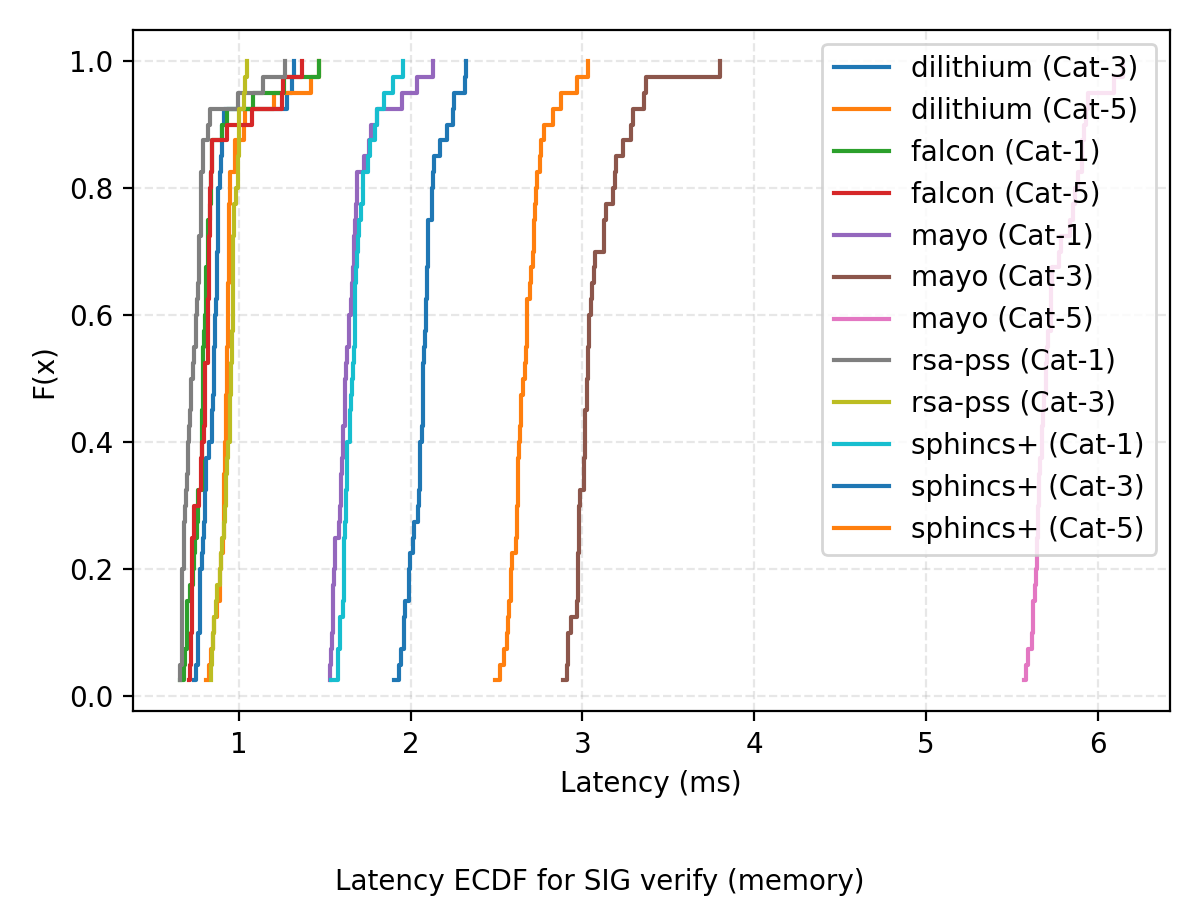 1.0
0.8
0.6
0.4
0.2
0.0
F(x)
dilithium (Cat-3)
dilithium (Cat-5)
falcon (Cat-1)
falcon (Cat-5)
mayo (Cat-1)
mayo (Cat-3)
mayo (Cat-5)
rsa-pss (Cat-1)
rsa-pss (Cat-3)
sphincs+ (Cat-1)
sphincs+ (Cat-3)
sphincs+ (Cat-5)
1 2 3 4 5 6
Latency (ms)
Latency ECDF for SIG verify (memory)